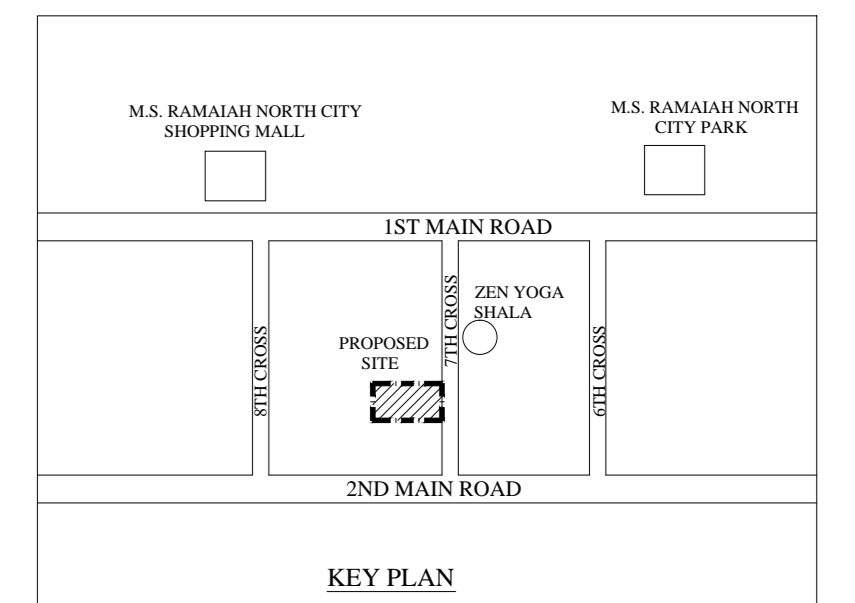 M.S. RAMAIAH NORTH CITY
SHOPPING MALL
M.S. RAMAIAH NORTH
CITY PARK
1ST MAIN ROAD
ZEN YOGA
SHALA
7TH CROSS
PROPOSED
SITE
8TH CROSS
6TH CROSS
2ND MAIN ROAD
KEY PLAN